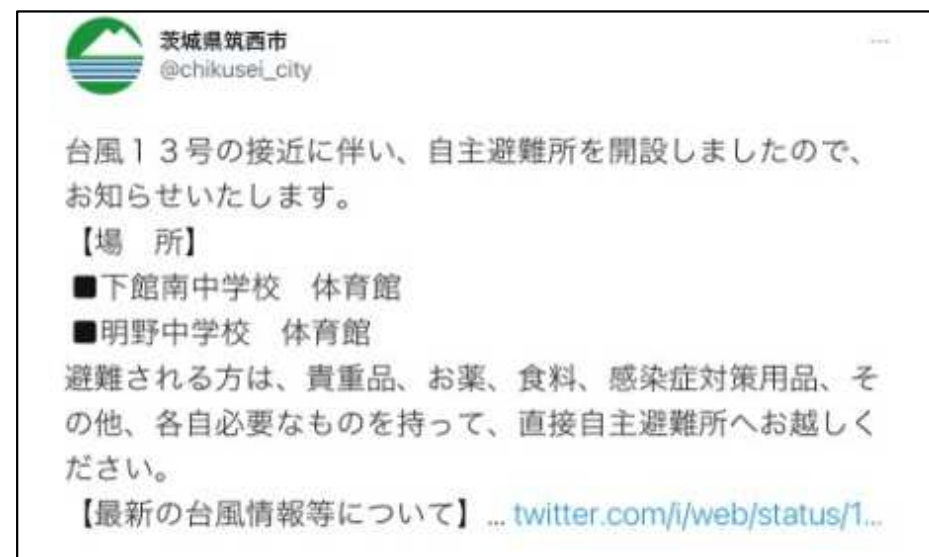 茨城県筑西市
@chikusei_city
...
台風１３号の接近に伴い、自主避難所を開設しましたので、
お知らせいたします。
【場　所】
■下館南中学校　体育館
■明野中学校　体育館
避難される方は、貴重品、お薬、食料、感染症対策用品、そ
の他、各自必要なものを持って、直接自主避難所へお越しく
ださい。
【最新の台風情報等について】... twitter.com/i/web/status/1...